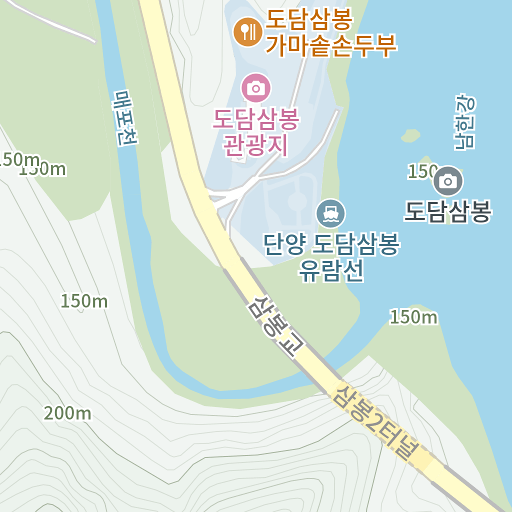 도담삼봉
가마솥손두부
매포천
도담삼봉
관광지
남한강
150m
150m
150m
도담삼봉
단양 도담삼봉
유람선
150m
삼봉교
150m
삼봉2터널
200m